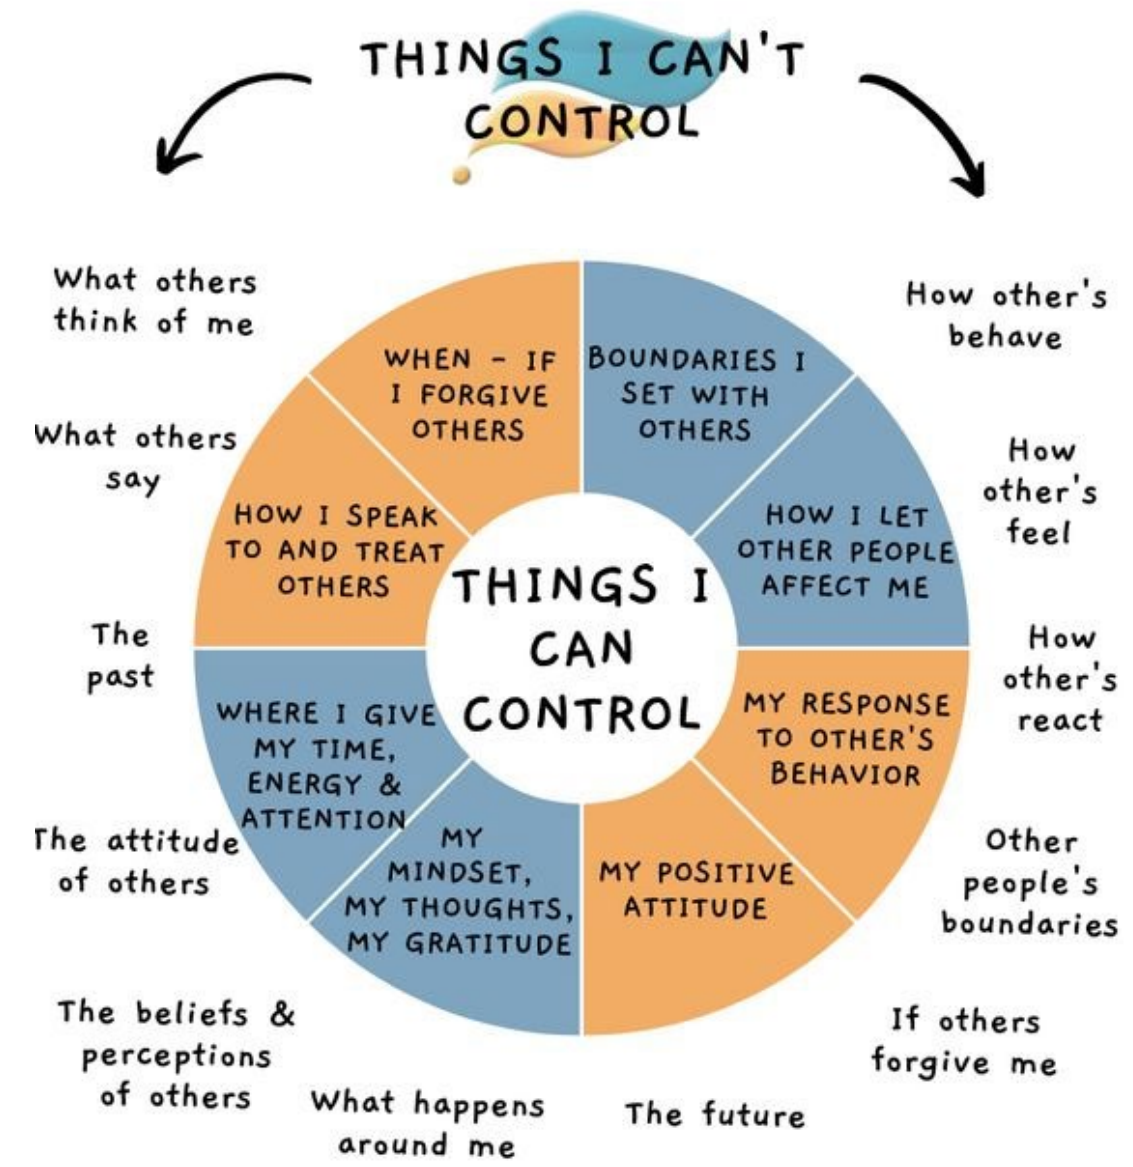 THINGS I CAN'T
CONTROL
What others
think of me
What others
say
The
past
The attitude
of others
The beliefs &
perceptions
of others
What happens
around me
The future
If others
forgive me
Other
people's
boundaries
How
other's
react
How
other's
feel
How other's
behave
WHEN - IF
I FORGIVE
OTHERS
BOUNDARIES I
SET WITH
OTHERS
HOW I LET
OTHER PEOPLE
AFFECT ME
MY RESPONSE
TO OTHER'S
BEHAVIOR
MY POSITIVE
ATTITUDE
MY
MINDSET,
MY THOUGHTS,
MY GRATITUDE
WHERE I GIVE
MY TIME,
ENERGY &
ATTENTION
HOW I SPEAK
TO AND TREAT
OTHERS
THINGS I
CAN
CONTROL